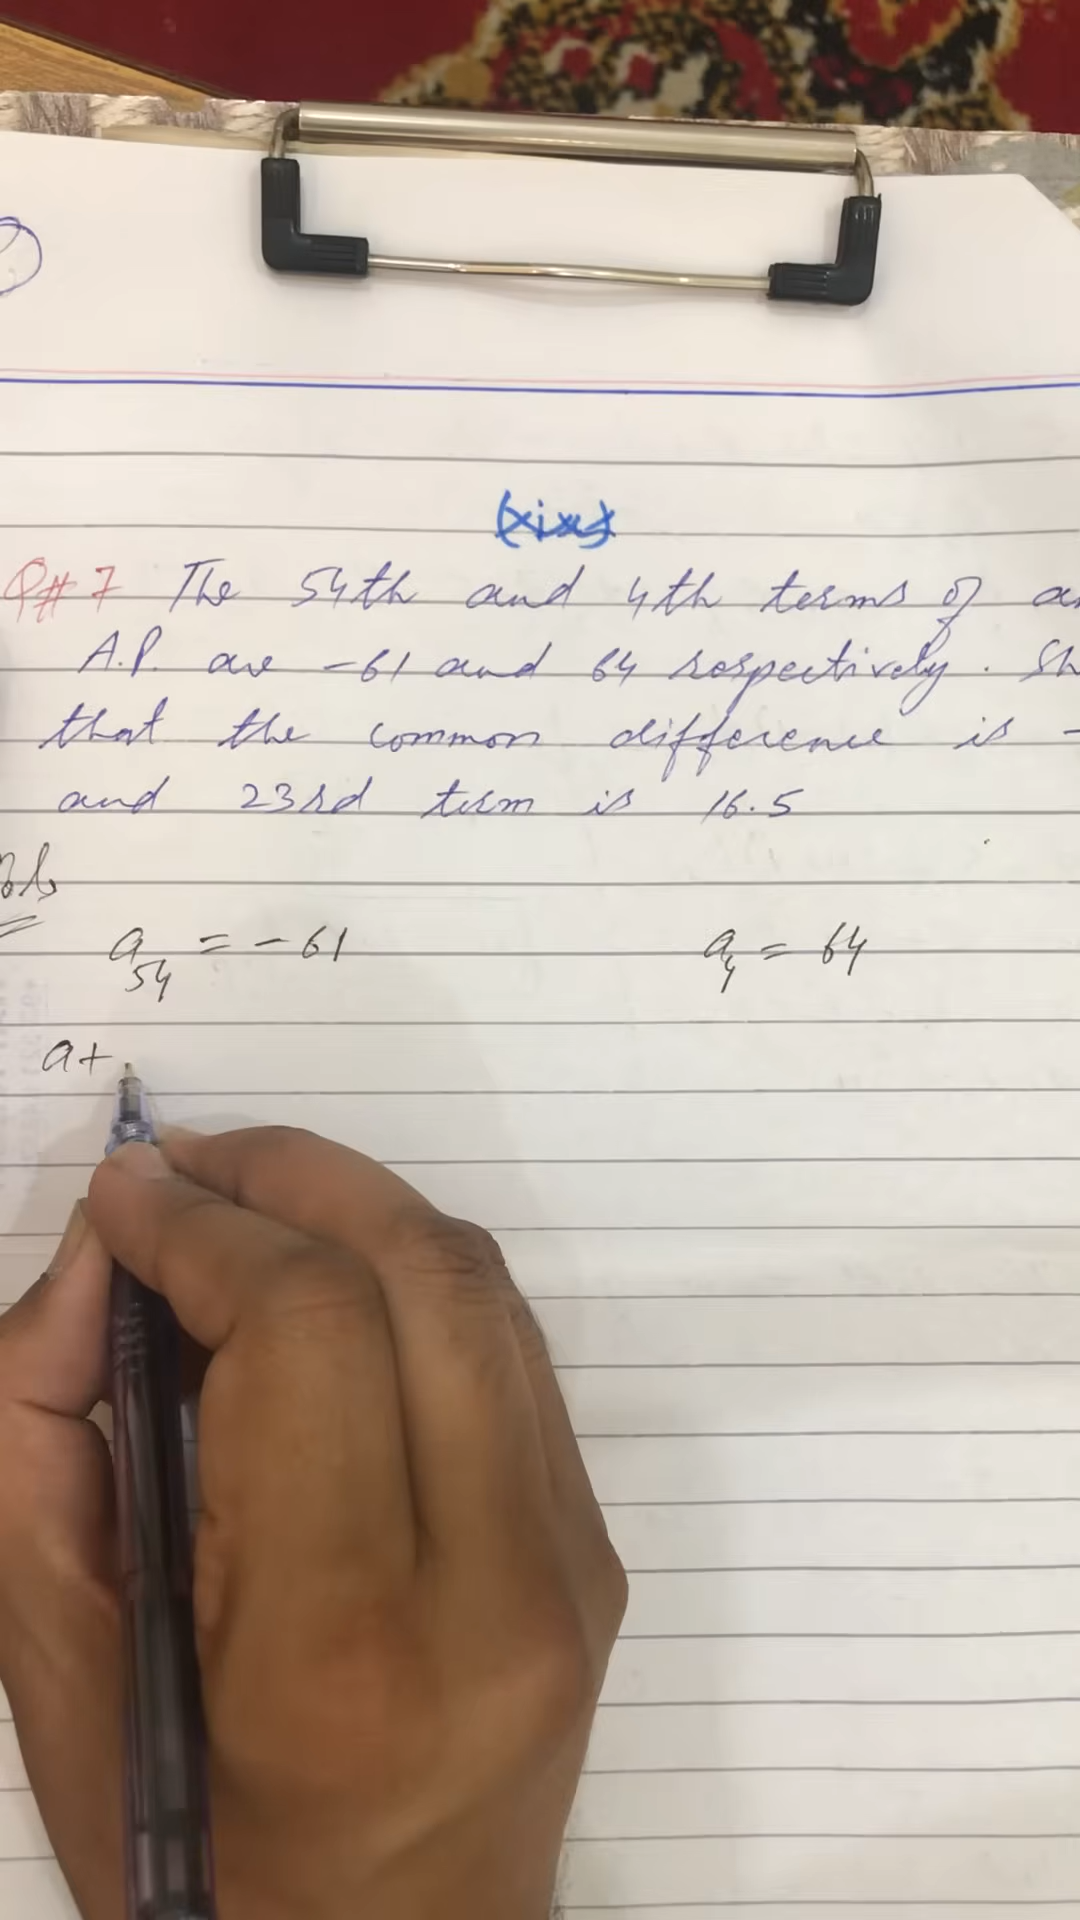 Q#7 The 54th and 4th terms of
A.P. are -61 and 64 respectively.
that the common difference is -
and 23rd term is 16.5
a₅₄ = -61 a₄ = 64
a+